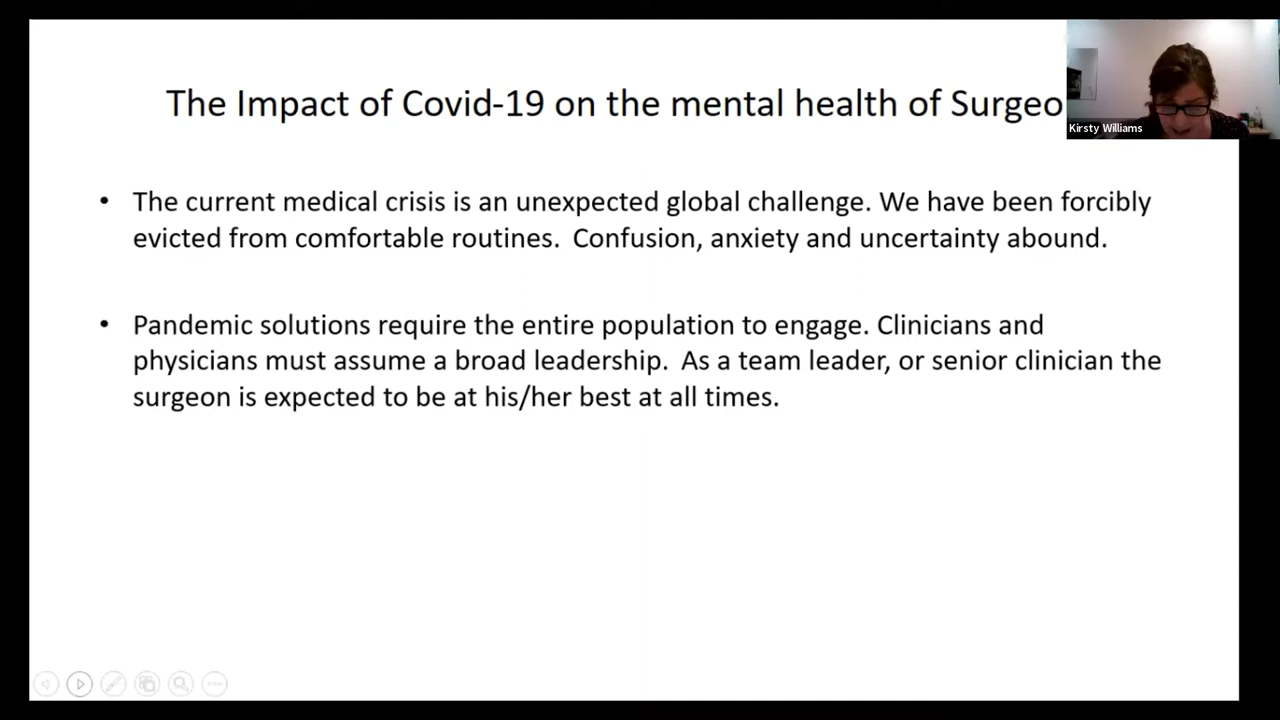 The Impact of Covid-19 on the mental health of Surgeo
Kirsty Williams
• The current medical crisis is an unexpected global challenge. We have been forcibly
evicted from comfortable routines.  Confusion, anxiety and uncertainty abound.
• Pandemic solutions require the entire population to engage. Clinicians and
physicians must assume a broad leadership.  As a team leader, or senior clinician the
surgeon is expected to be at his/her best at all times.